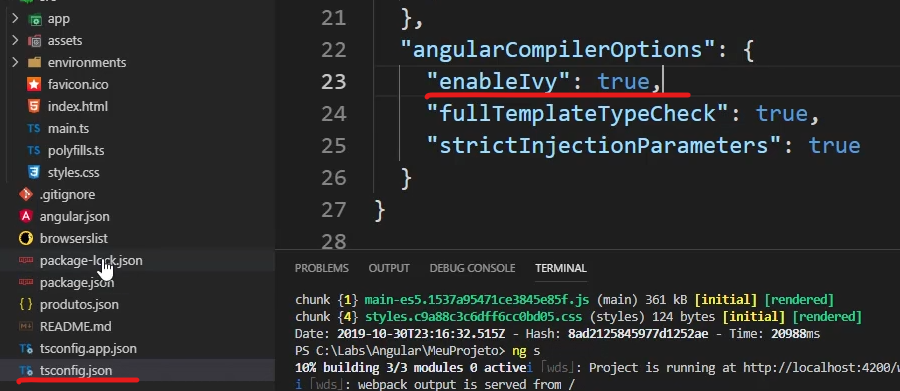 app
assets
environments
favicon.ico
index.html
TS main.ts
TS polyfills.ts
styles.css
.gitignore
angular.json
browserslist
package-lock.json
package.json
{ } produtos.json
README.md
TS tsconfig.app.json
TS tsconfig.json
21 },
22 "angularCompilerOptions": {
23 "enableIvy": true,
24 "fullTemplateTypeCheck": true,
25 "strictInjectionParameters": true
26 }
27 }
28
PROBLEMS OUTPUT DEBUG CONSOLE TERMINAL
chunk {1} main-es5.1537a95471ce3845e85f.js (main) 361 kB [initial] [rendered]
chunk {4} styles.c9a88c3c6dff6cc0bd05.css (styles) 124 bytes [initial] [rendered]
Date: 2019-10-30T23:16:32.515Z - Hash: 8ad2125845977d1252ae - Time: 20988ms
PS C:\Labs\Angular\MeuProjeto> ng s
10% building 3/3 modules 0 activei ｢wds｣: Project is running at http://localhost:4200/w
i ｢wds｣: webpack output is served from /